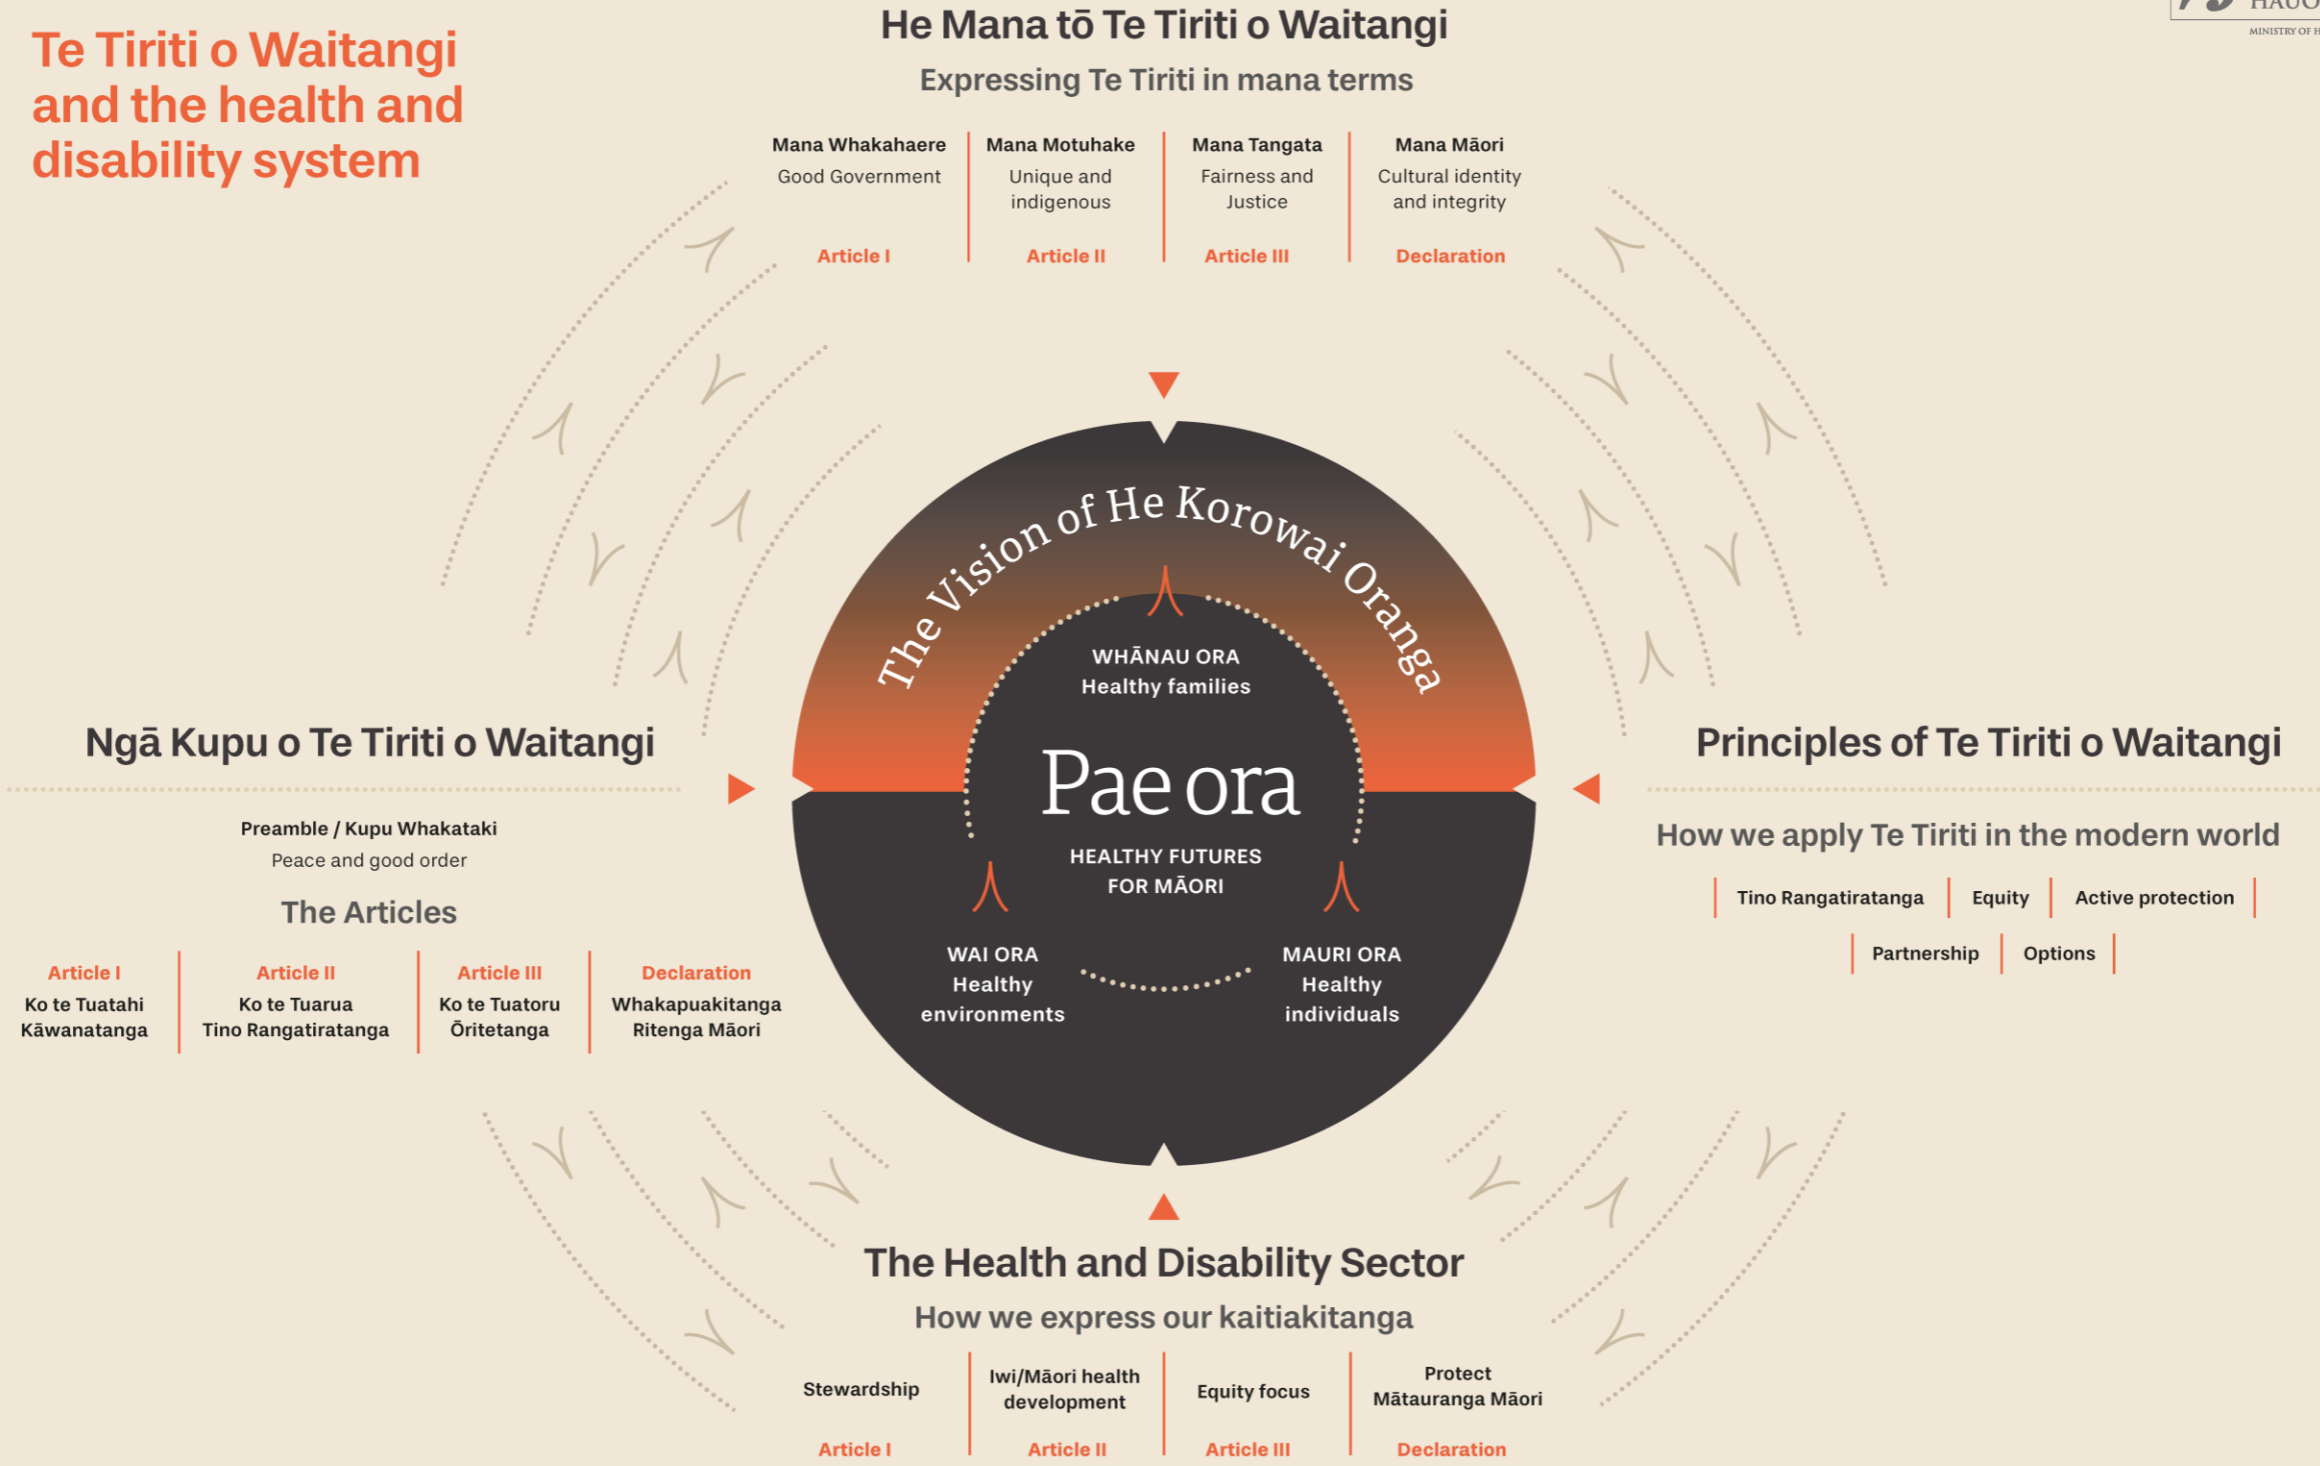 Te Tiriti o Waitangi
and the health and
disability system
MINISTRY OF
He Mana tō Te Tiriti o Waitangi
Expressing Te Tiriti in mana terms
Mana Whakahaere
Good Government
Article I
Mana Motuhake
Unique and
indigenous
Article II
Mana Tangata
Fairness and
Justice
Article III
Mana Māori
Cultural identity
and integrity
Declaration
The Vision of He Korowai Oranga
WHĀNAU ORA
Healthy families
Pae ora
HEALTHY FUTURES
FOR MĀORI
WAI ORA
Healthy
environments
MAURI ORA
Healthy
individuals
Ngā Kupu o Te Tiriti o Waitangi
Preamble / Kupu Whakataki
Peace and good order
The Articles
Article I
Ko te Tuatahi
Kāwanatanga
Article II
Ko te Tuarua
Tino Rangatiratanga
Article III
Ko te Tuatoru
Ōritetanga
Declaration
Whakapuakitanga
Ritenga Māori
Principles of Te Tiriti o Waitangi
How we apply Te Tiriti in the modern world
Tino Rangatiratanga
Equity
Active protection
Partnership
Options
The Health and Disability Sector
How we express our kaitiakitanga
Stewardship
Article I
Iwi/Māori health
development
Article II
Equity focus
Article III
Protect
Mātauranga Māori
Declaration